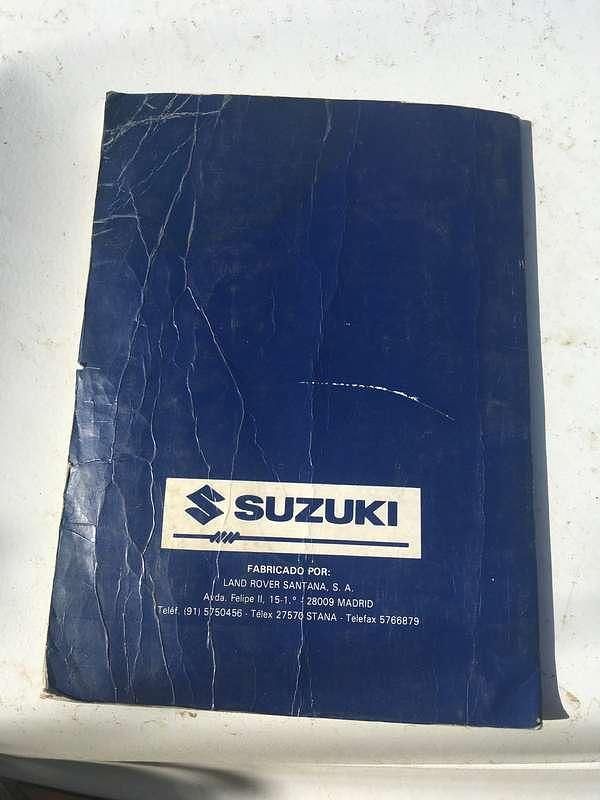 SUZUKI
FABRICADO POR:
LAND ROVER SANTANA, S. A.
Avda. Felipe II, 15-1.º - 28009 MADRID
Teléf. (91) 5750456 - Télex 27570 STANA - Telefax 5766879